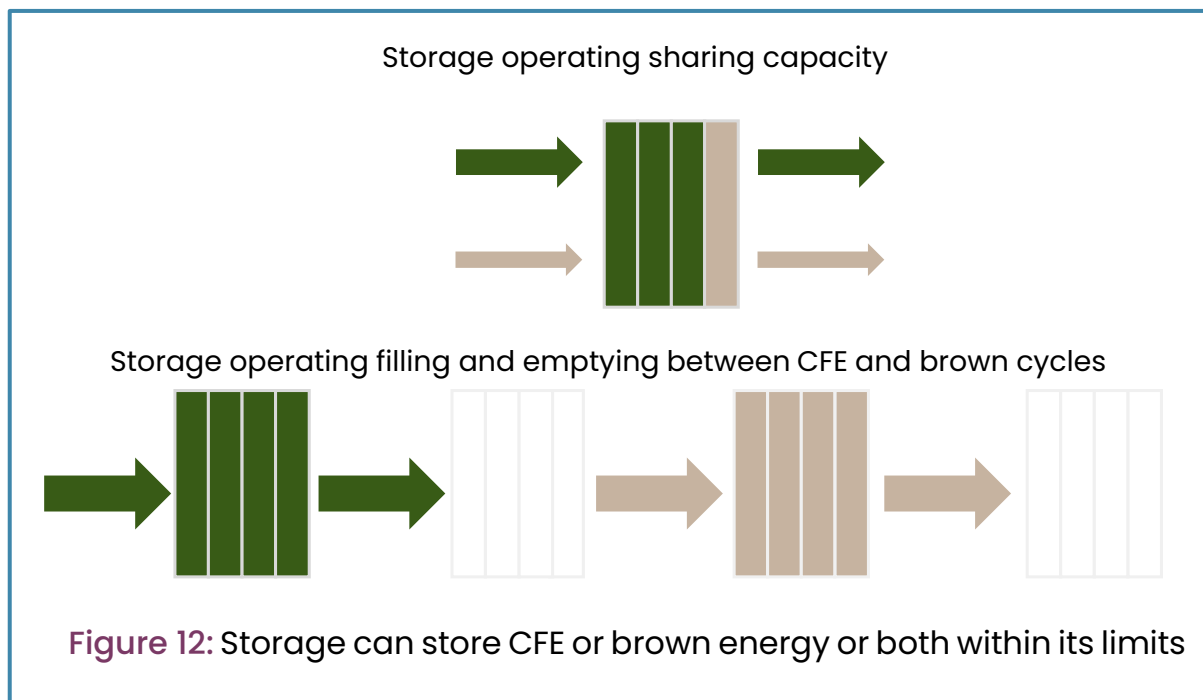 Storage operating sharing capacity
Storage operating filling and emptying between CFE and brown cycles
Figure 12: Storage can store CFE or brown energy or both within its limits